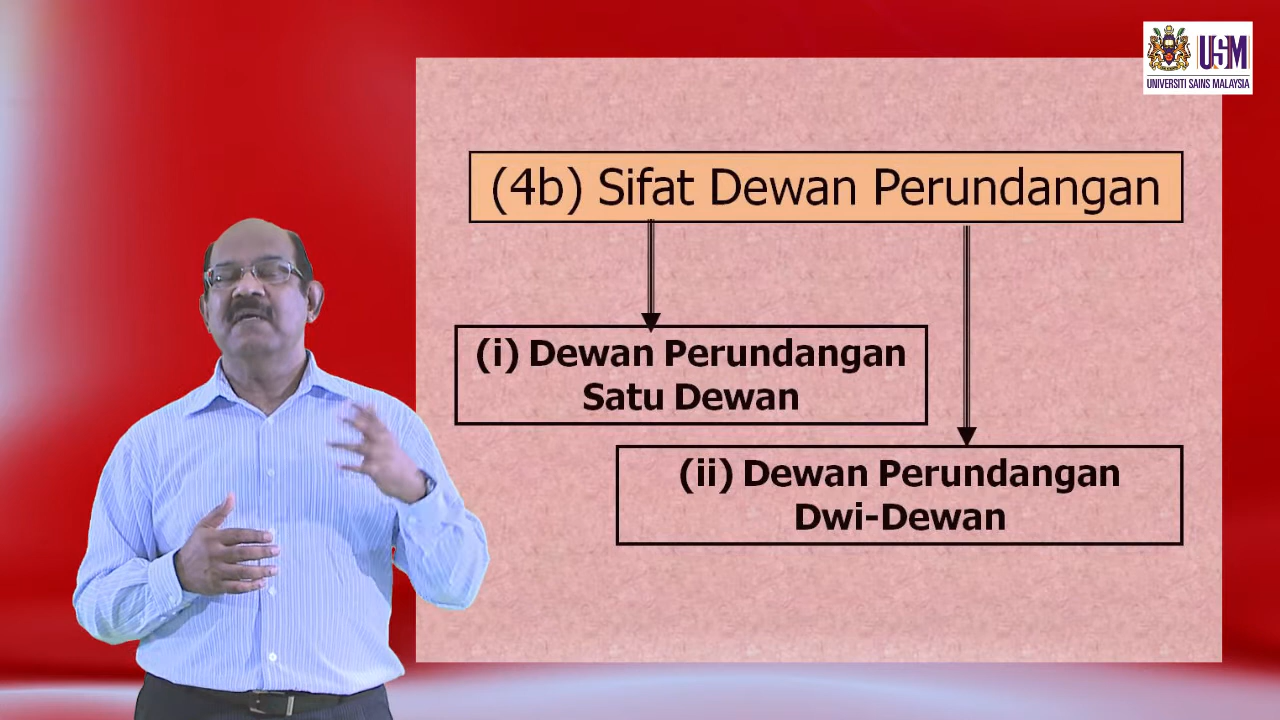 USM
UNIVERSITI SAINS MALAYSIA
(4b) Sifat Dewan Perundangan
(i) Dewan Perundangan
Satu Dewan
(ii) Dewan Perundangan
Dwi-Dewan